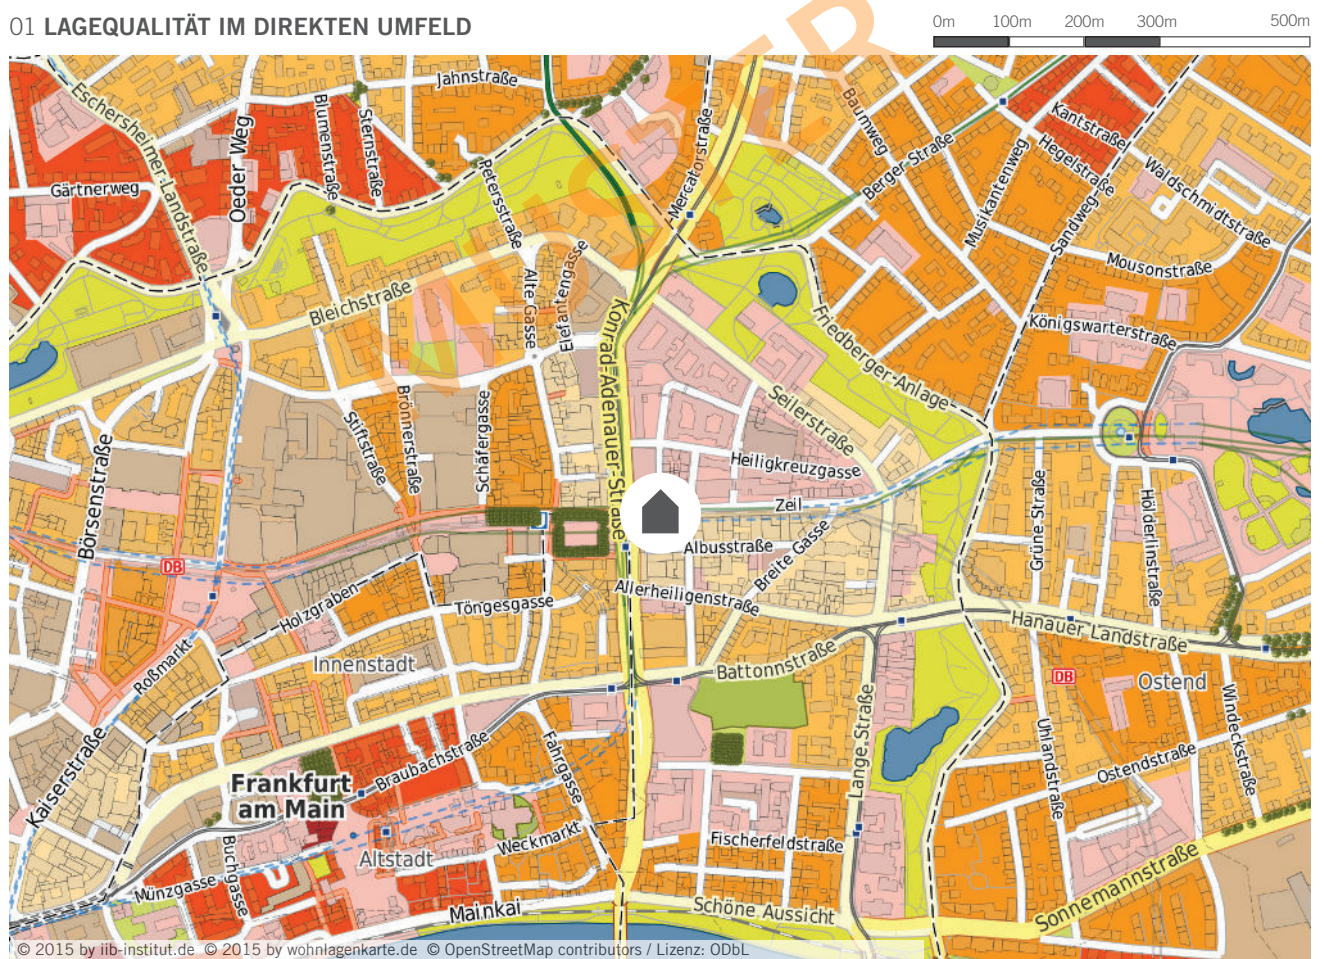 01 LAGEQUALITÄT IM DIREKTEN UMFELD
0m 100m 200m 300m 500m
Jahnstraße
Eschersheimer-Landstraße
Oeder Weg
Blumenstraße
Sternstraße
Gärtnerweg
Petersstraße
Mercatorstraße
Baumweg
Berger-Straße
Kantstraße
Hegelstraße
Musikantenweg
Sandweg
Waldschmidtstraße
Mousonstraße
Königswarterstraße
Bleichstraße
Alte Gasse
Elefantengasse
Konrad-Adenauer-Straße
Friedberger-Anlage
Seilerstraße
Stiftstraße
Brönnerstraße
Schäfergasse
Heiligkreuzgasse
Börsenstraße
Zeil
Albusstraße
Breite Gasse
Grüne Straße
Hölderlinstraße
DB
Holzgraben
Töngesgasse
Allerheiligenstraße
Hanauer Landstraße
Roßmarkt
Innenstadt
Battonnstraße
DB
Ostend
Kaiserstraße
Braubachstraße
Fahrgasse
Lange Straße
Uhlandstraße
Ostendstraße
Windeckstraße
Frankfurt
am Main
Altstadt
Weckmarkt
Fischerfeldstraße
Münzgasse
Buchgasse
Mainkai
Schöne Aussicht
Sonnemannstraße
© 2015 by iib-institut.de © 2015 by wohnlagenkarte.de © OpenStreetMap contributors / Lizenz: ODbL